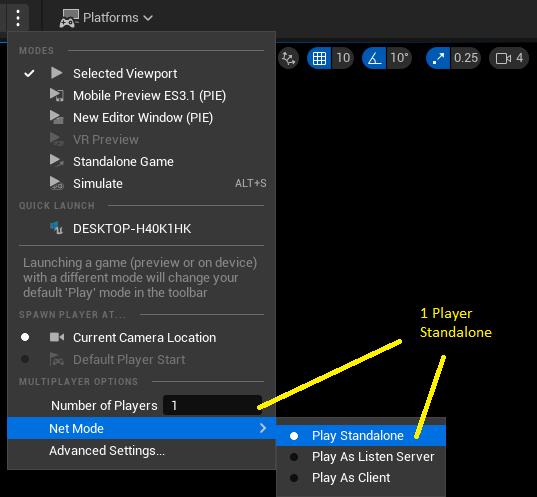 Platforms
MODES
Selected Viewport
Mobile Preview ES3.1 (PIE)
New Editor Window (PIE)
VR Preview
Standalone Game
Simulate ALT+S
QUICK LAUNCH
DESKTOP-H40K1HK
Launching a game (preview or on device)
with a different mode will change your
default 'Play' mode in the toolbar
SPAWN PLAYER AT...
Current Camera Location
Default Player Start
MULTIPLAYER OPTIONS
Number of Players 1
Net Mode
Advanced Settings...
10 10° 0.25 4
1 Player
Standalone
Play Standalone
Play As Listen Server
Play As Client